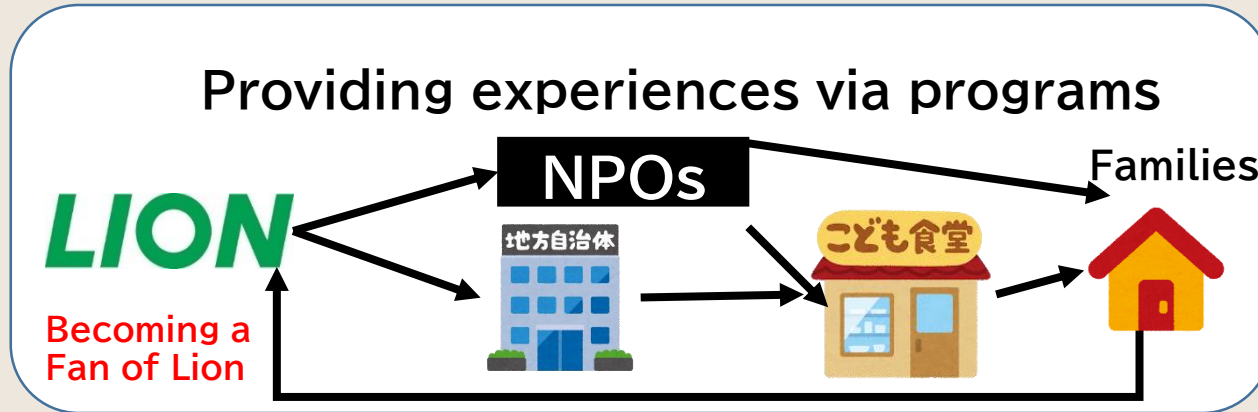 Providing experiences via programs
NPOs
Families
LION
地方自治体
こども食堂
Becoming a
Fan of Lion